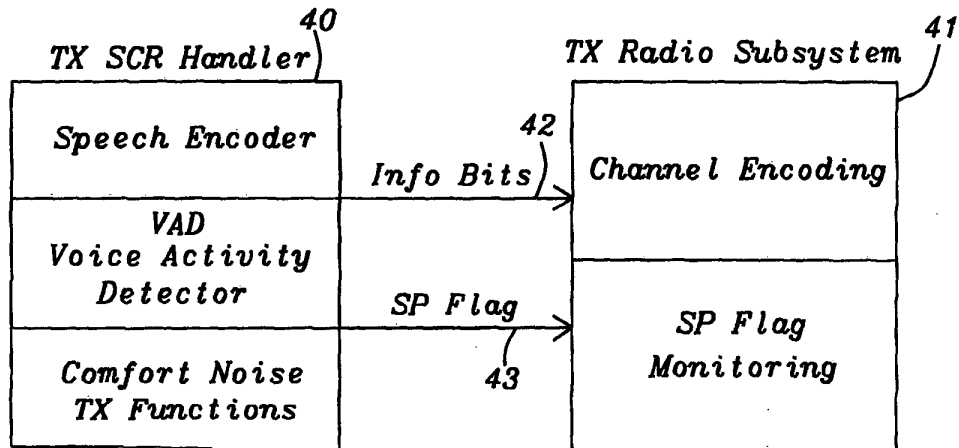 40
41
TX SCR Handler
TX Radio Subsystem
Speech Encoder
42
Info Bits
Channel Encoding
VAD
Voice Activity
Detector
SP Flag
SP Flag
Monitoring
43
Comfort Noise
TX Functions